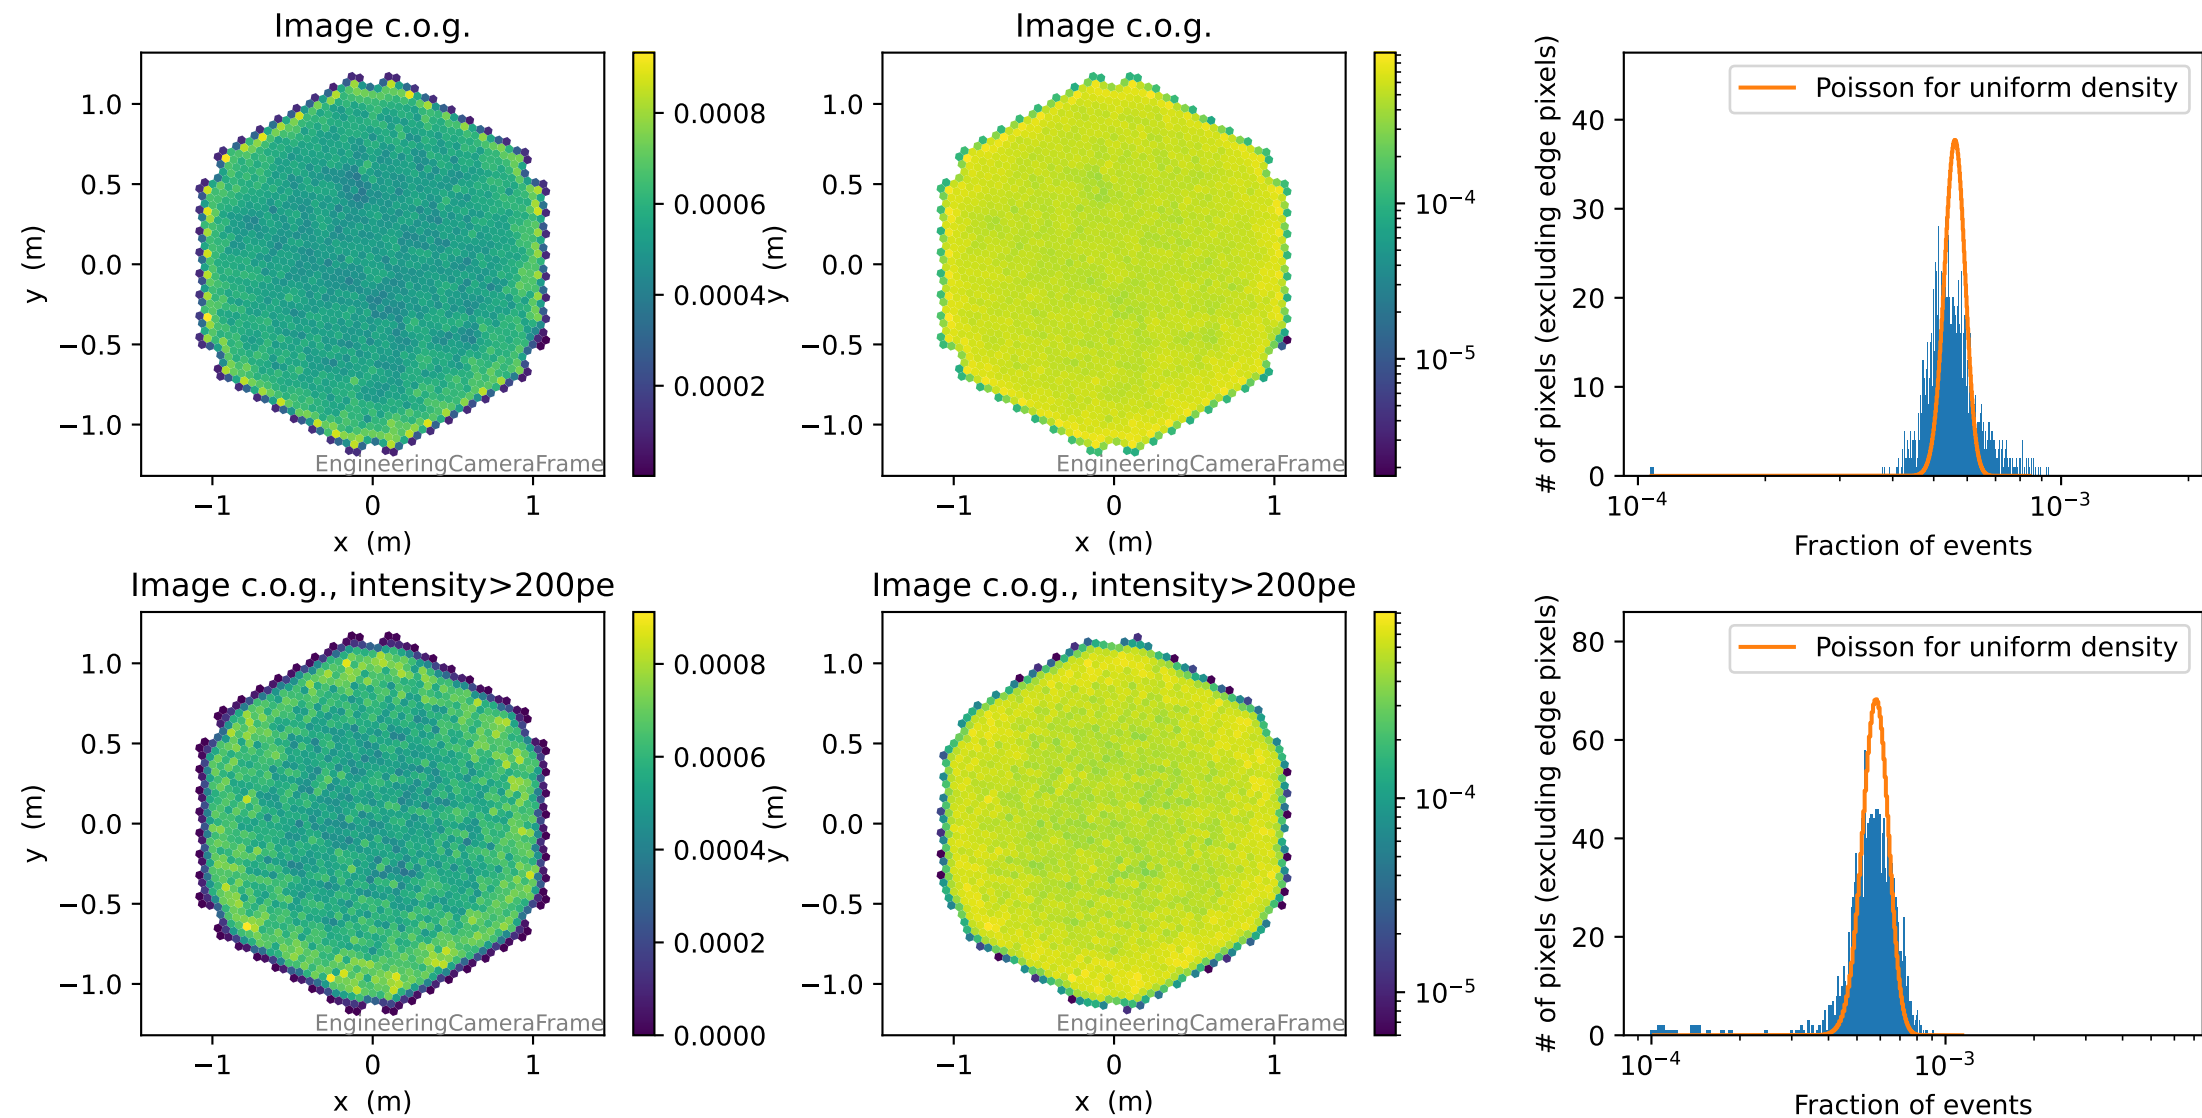 Image c.o.g.
y (m)
1.0
0.5
0.0
−0.5
−1.0
−1
0
1
x (m)
EngineeringCameraFrame
0.0008
0.0006
0.0004
0.0002
Image c.o.g.
y (m)
1.0
0.5
0.0
−0.5
−1.0
−1
0
1
x (m)
EngineeringCameraFrame
10⁻⁴
10⁻⁵
# of pixels (excluding edge pixels)
40
30
20
10
0
Poisson for uniform density
10⁻⁴
10⁻³
Fraction of events
Image c.o.g., intensity>200pe
y (m)
1.0
0.5
0.0
−0.5
−1.0
−1
0
1
x (m)
EngineeringCameraFrame
0.0008
0.0006
0.0004
0.0002
0.0000
Image c.o.g., intensity>200pe
y (m)
1.0
0.5
0.0
−0.5
−1.0
−1
0
1
x (m)
EngineeringCameraFrame
10⁻⁴
10⁻⁵
# of pixels (excluding edge pixels)
80
60
40
20
0
Poisson for uniform density
10⁻⁴
10⁻³
Fraction of events